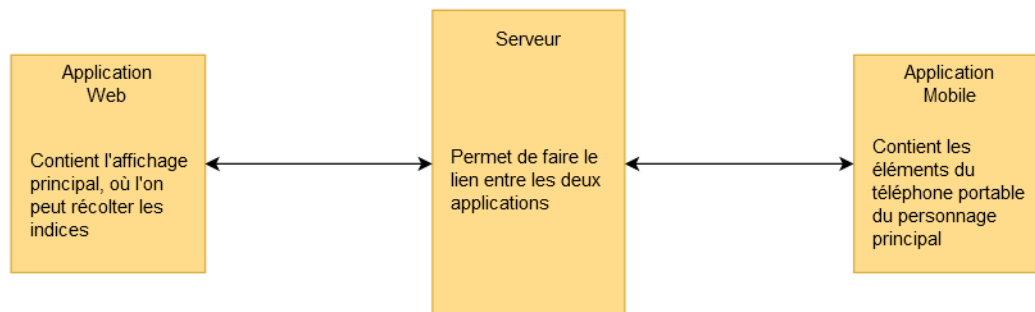 Application
Web
Contient l'affichage
principal, où l'on
peut récolter les
indices
Serveur
Permet de faire le
lien entre les deux
applications
Application
Mobile
Contient les
éléments du
téléphone portable
du personnage
principal